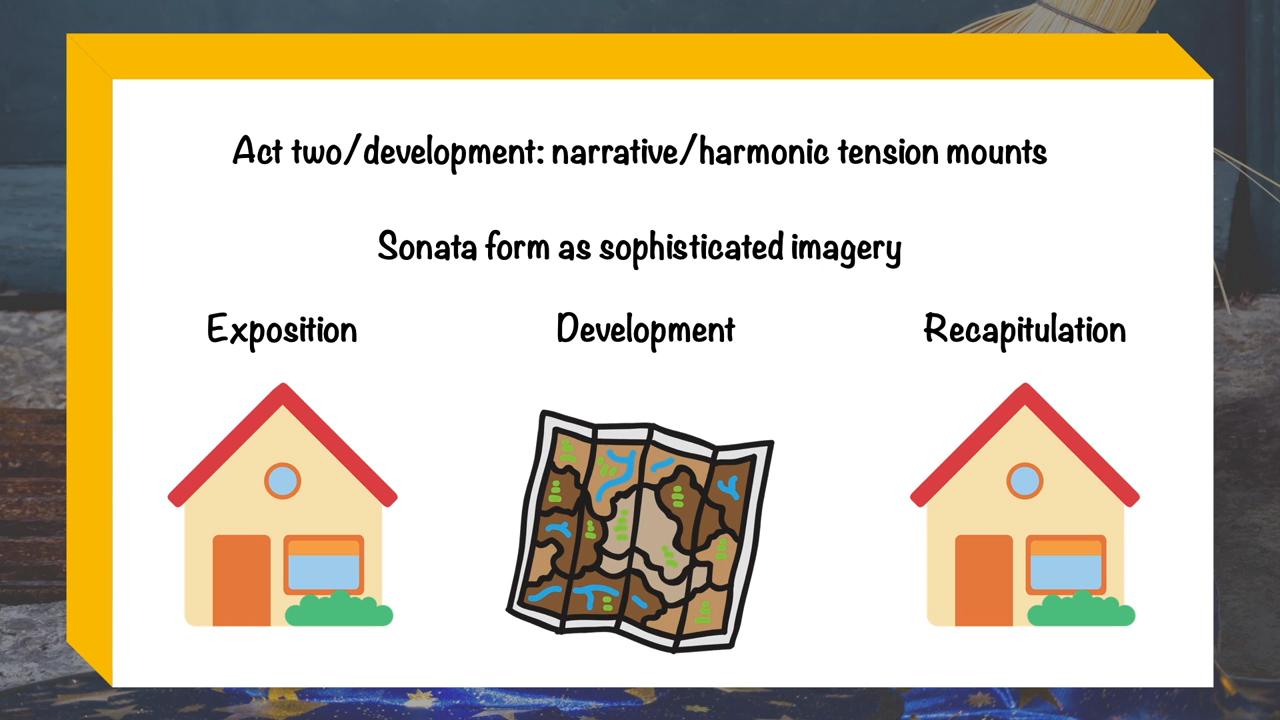 Act two/development: narrative/harmonic tension mounts
Sonata form as sophisticated imagery
Exposition
Development
Recapitulation